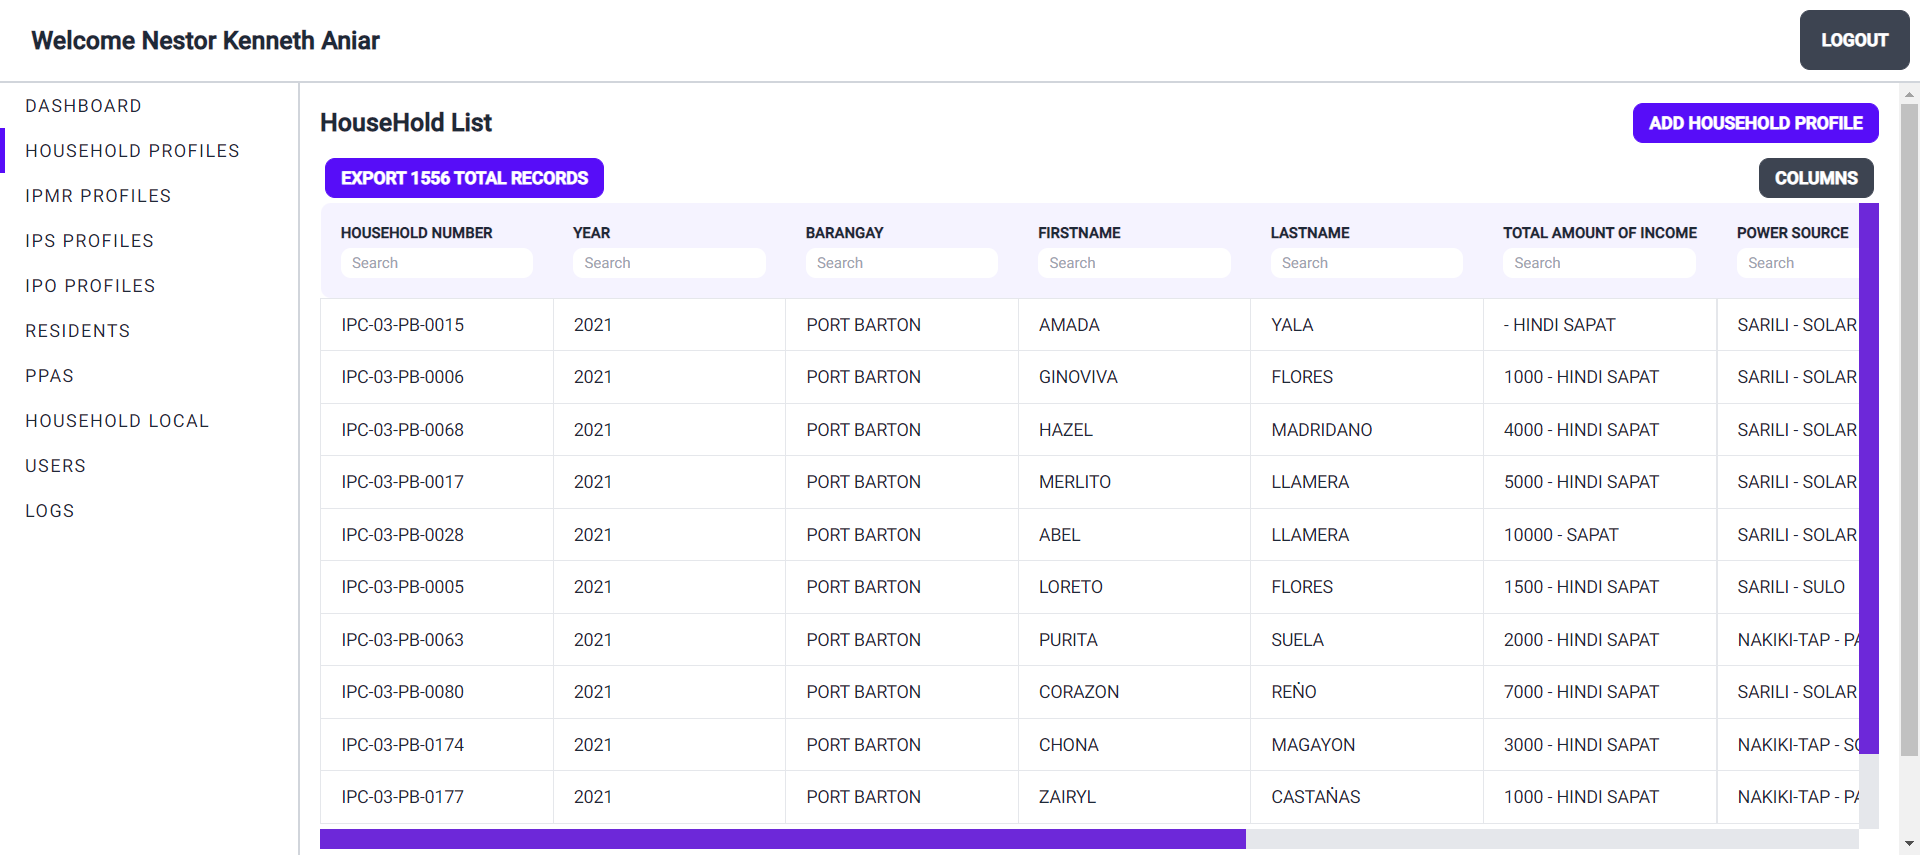 Welcome Nestor Kenneth Aniar
LOGOUT
DASHBOARD
HOUSEHOLD PROFILES
IPMR PROFILES
IPS PROFILES
IPO PROFILES
RESIDENTS
PPAS
HOUSEHOLD LOCAL
USERS
LOGS
HouseHold List
ADD HOUSEHOLD PROFILE
EXPORT 1556 TOTAL RECORDS
COLUMNS
HOUSEHOLD NUMBER YEAR BARANGAY FIRSTNAME LASTNAME TOTAL AMOUNT OF INCOME POWER SOURCE
Search Search Search Search Search Search Search
IPC-03-PB-0015 2021 PORT BARTON AMADA YALA - HINDI SAPAT SARILI - SOLAR
IPC-03-PB-0006 2021 PORT BARTON GINOVIVA FLORES 1000 - HINDI SAPAT SARILI - SOLAR
IPC-03-PB-0068 2021 PORT BARTON HAZEL MADRIDANO 4000 - HINDI SAPAT SARILI - SOLAR
IPC-03-PB-0017 2021 PORT BARTON MERLITO LLAMERA 5000 - HINDI SAPAT SARILI - SOLAR
IPC-03-PB-0028 2021 PORT BARTON ABEL LLAMERA 10000 - SAPAT SARILI - SOLAR
IPC-03-PB-0005 2021 PORT BARTON LORETO FLORES 1500 - HINDI SAPAT SARILI - SULO
IPC-03-PB-0063 2021 PORT BARTON PURITA SUELA 2000 - HINDI SAPAT NAKIKI-TAP -
IPC-03-PB-0080 2021 PORT BARTON CORAZON REṄO 7000 - HINDI SAPAT SARILI - SOLAR
IPC-03-PB-0174 2021 PORT BARTON CHONA MAGAYON 3000 - HINDI SAPAT NAKIKI-TAP -
IPC-03-PB-0177 2021 PORT BARTON ZAIRYL CASTAṄAS 1000 - HINDI SAPAT NAKIKI-TAP -